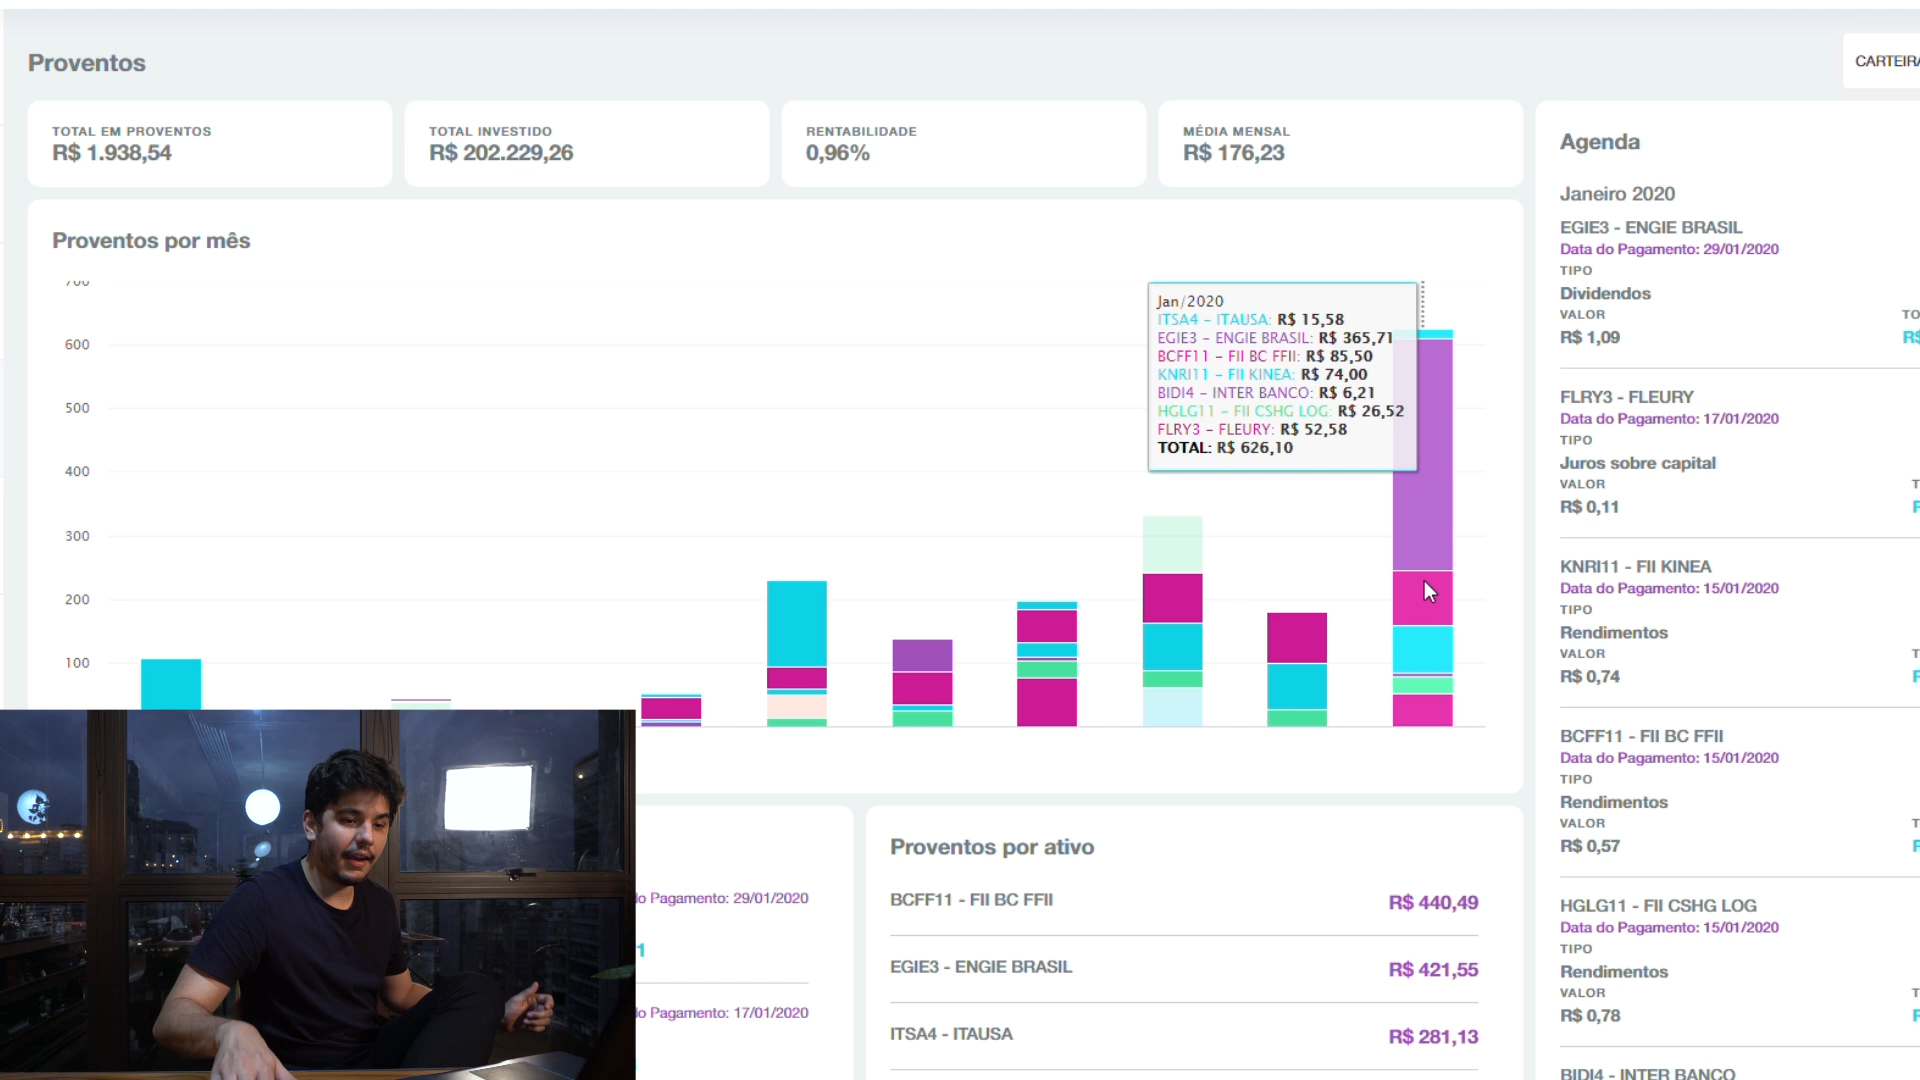 Proventos
CARTEIRA
TOTAL EM PROVENTOS
R$ 1.938,54
TOTAL INVESTIDO
R$ 202.229,26
RENTABILIDADE
0,96%
MÉDIA MENSAL
R$ 176,23
Proventos por mês
700
600
500
400
300
200
100
Jan/2020
ITSA4 - ITAUSA: R$ 15,58
EGIE3 - ENGIE BRASIL: R$ 365,71
BCFF11 - FII BC FFII: R$ 85,50
KNRI11 - FII KINEA: R$ 74,00
BIDI4 - INTER BANCO: R$ 6,21
HGLG11 - FII CSHG LOG: R$ 26,52
FLRY3 - FLEURY: R$ 52,58
TOTAL: R$ 626,10
o Pagamento: 29/01/2020
1
o Pagamento: 17/01/2020
Proventos por ativo
BCFF11 - FII BC FFII R$ 440,49
EGIE3 - ENGIE BRASIL R$ 421,55
ITSA4 - ITAUSA R$ 281,13
Agenda
Janeiro 2020
EGIE3 - ENGIE BRASIL
Data do Pagamento: 29/01/2020
TIPO
Dividendos
VALOR TO
R$ 1,09 R$
FLRY3 - FLEURY
Data do Pagamento: 17/01/2020
TIPO
Juros sobre capital
VALOR T
R$ 0,11
KNRI11 - FII KINEA
Data do Pagamento: 15/01/2020
TIPO
Rendimentos
VALOR T
R$ 0,74
BCFF11 - FII BC FFII
Data do Pagamento: 15/01/2020
TIPO
Rendimentos
VALOR T
R$ 0,57
HGLG11 - FII CSHG LOG
Data do Pagamento: 15/01/2020
TIPO
Rendimentos
VALOR T
R$ 0,78
BIDI4 - INTER BANCO